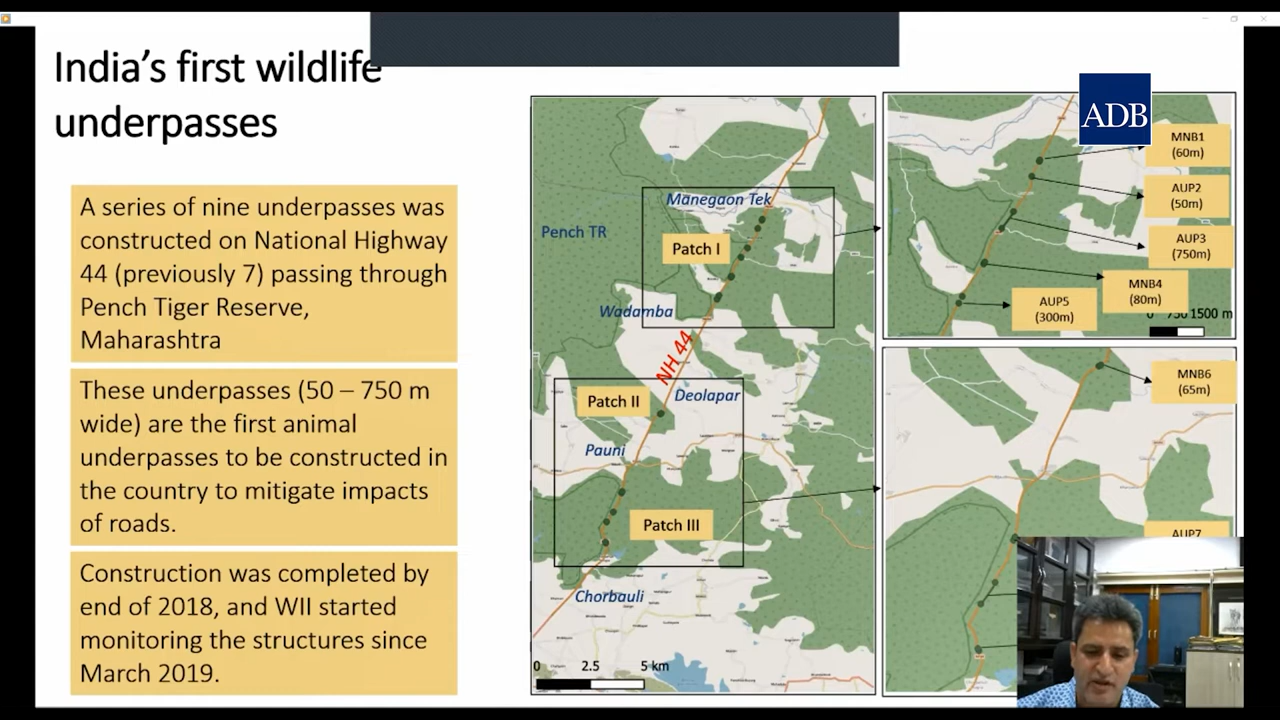 India's first wildlife
underpasses
A series of nine underpasses was
constructed on National Highway
44 (previously 7) passing through
Pench Tiger Reserve,
Maharashtra
These underpasses (50 – 750 m
wide) are the first animal
underpasses to be constructed in
the country to mitigate impacts
of roads.
Construction was completed by
end of 2018, and WII started
monitoring the structures since
March 2019.
Manegaon Tek
Pench TR
Patch I
Wadamba
NH 44
Patch II
Deolapar
Pauni
Patch III
Chorbauli
0 2.5 5 km
ADB
MNB1
(60m)
AUP2
(50m)
AUP3
(750m)
MNB4
(80m)
AUP5
(300m)
0 750 1500 m
MNB6
(65m)
AUP7